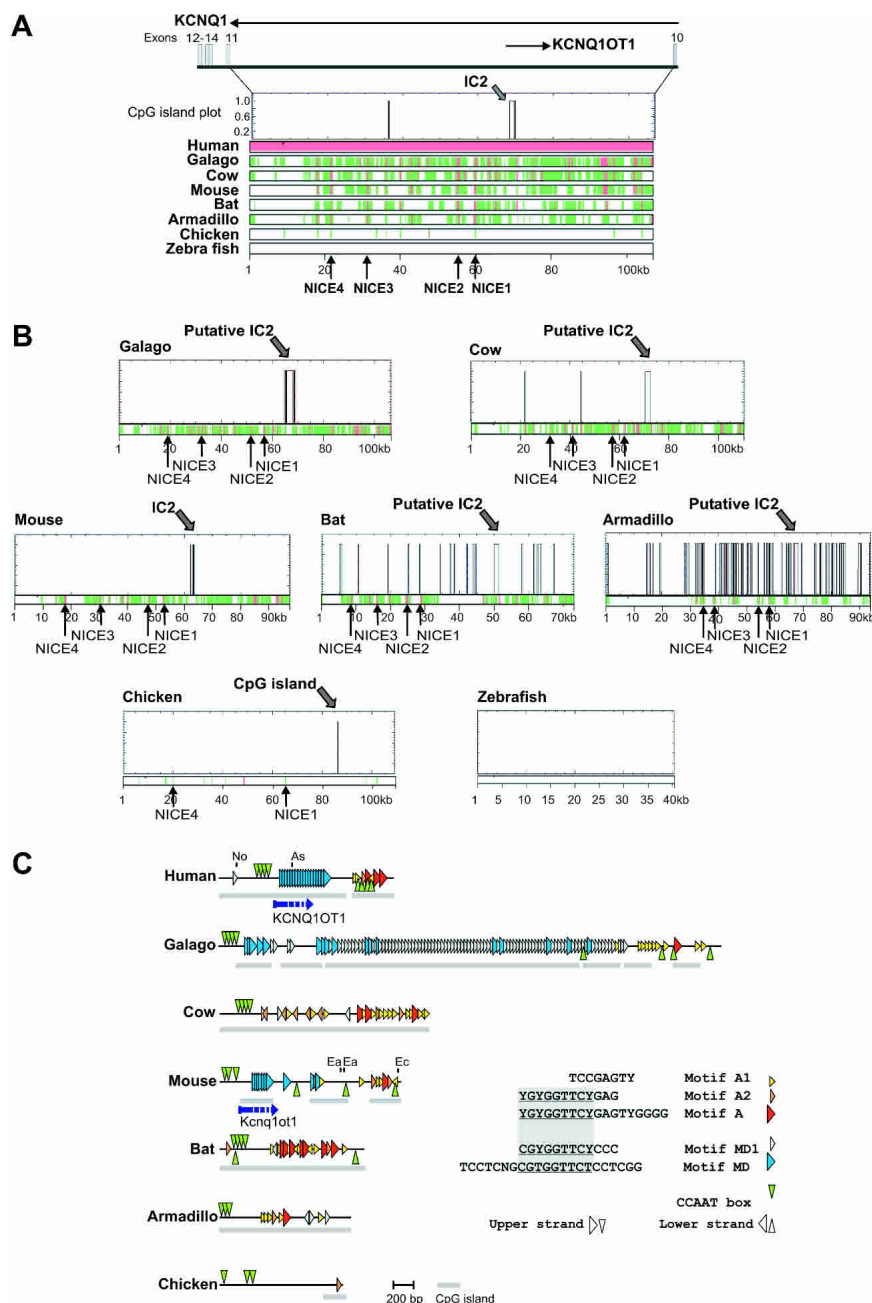 A
KCNQ1
Exons 12-14 11
KCNQ1OT1
10
IC2
CpG island plot
1.0
0.6
0.2
Human
Galago
Cow
Mouse
Bat
Armadillo
Chicken
Zebra fish
1 20 40 60 80 100kb
NICE4 NICE3 NICE2 NICE1
B
Putative IC2
Galago
1 20 40 60 80 100kb
NICE4 NICE3 NICE2 NICE1
Putative IC2
Cow
1 20 40 60 80 100kb
NICE4 NICE3 NICE2 NICE1
IC2
Mouse
1 10 20 30 40 50 60 70 80 90kb
NICE4 NICE3 NICE2 NICE1
Putative IC2
Bat
1 10 20 30 40 50 60 70kb
NICE4 NICE3 NICE2 NICE1
Putative IC2
Armadillo
1 10 20 30 40 50 60 70 80 90kb
NICE4 NICE3 NICE2 NICE1
CpG island
Chicken
1 20 40 60 80 100kb
NICE4 NICE1
Zebrafish
1 5 10 15 20 25 30 35 40kb
C
No As
Human
KCNQ1OT1
Galago
Cow
Mouse
Ea Ea Ec
Kcnq1ot1
Bat
Armadillo
Chicken
200 bp
CpG island
TCCGAGTY Motif A1
YGYGGTTCYGAG Motif A2
YGYGGTTCYGAGTYGGGG Motif A
CGYGGTTCYCCC Motif MD1
TCCTCNGCGTGGTTCTCCTCGG Motif MD
CCAAT box
Upper strand Lower strand